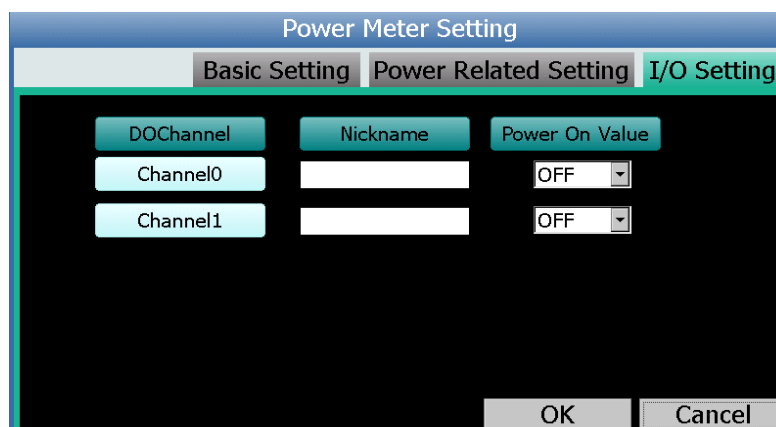 Power Meter Setting
Basic Setting Power Related Setting I/O Setting
DOChannel Nickname Power On Value
Channel0 OFF
Channel1 OFF
OK Cancel